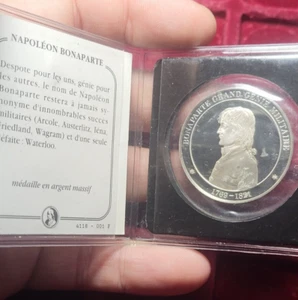 NAPOLÉON BONAPARTE
Despote pour les uns, génie pour
les autres, le nom de Napoléon
Bonaparte restera à jamais sy-
nonyme d'innombrables succès
militaires (Arcole, Austerlitz, Iéna,
Friedland, Wagram) et d'une seule
défaite : Waterloo.
médaille en argent massif
BONAPARTE GRAND GÉNIE MILITAIRE
1769-1821